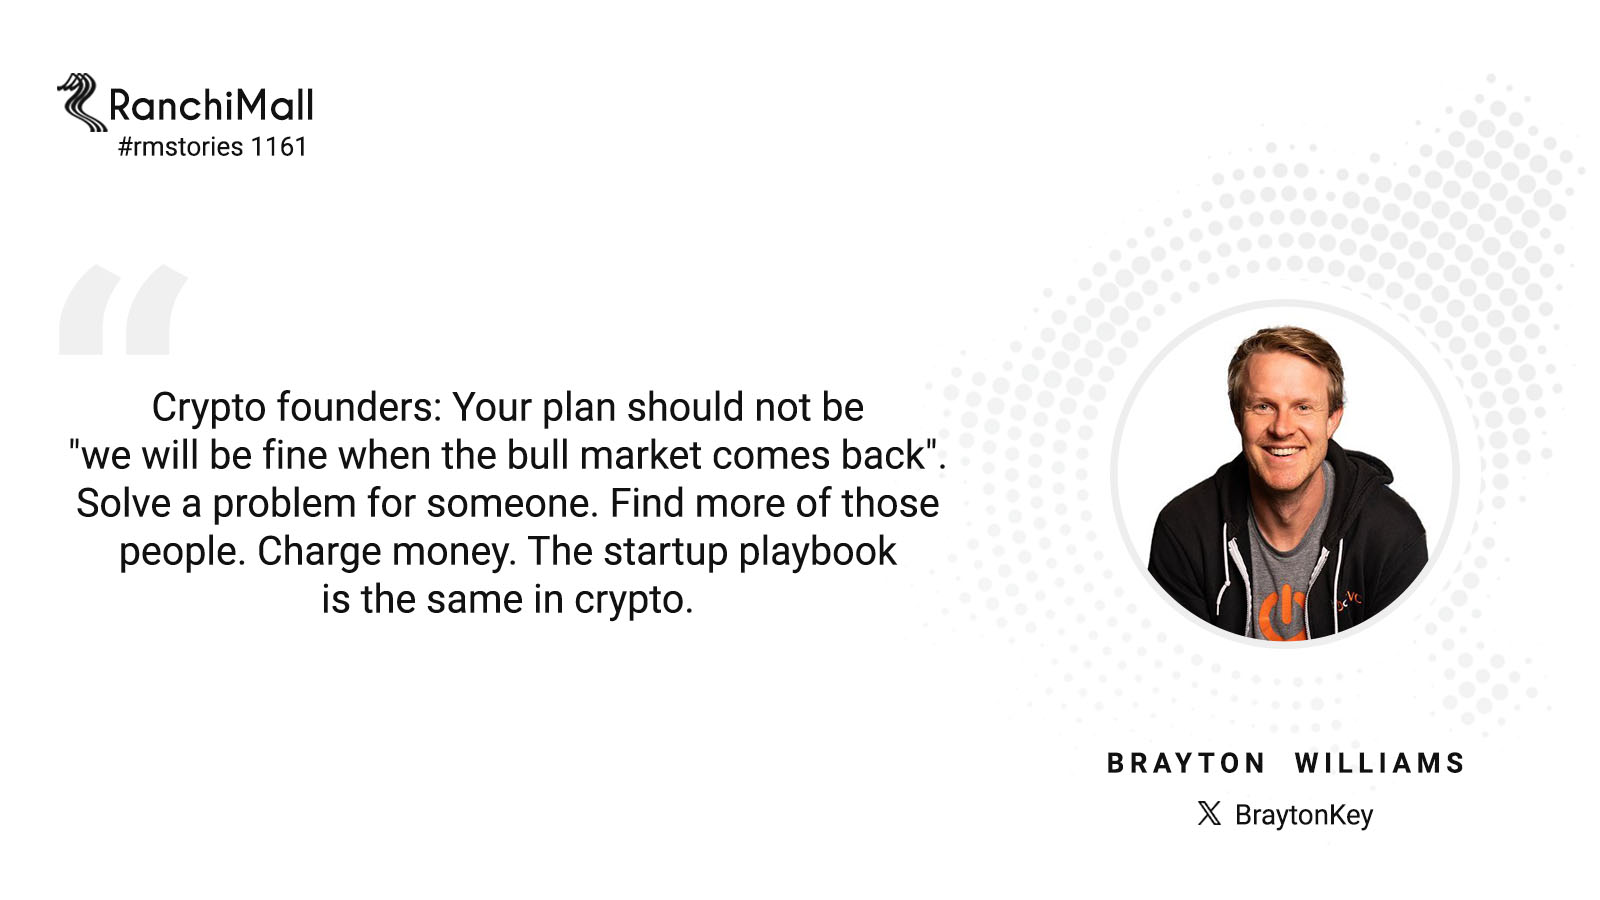 RanchiMall
#rmstories 1161
Crypto founders: Your plan should not be
"we will be fine when the bull market comes back".
Solve a problem for someone. Find more of those
people. Charge money. The startup playbook
is the same in crypto.
BRAYTON WILLIAMS
BraytonKey